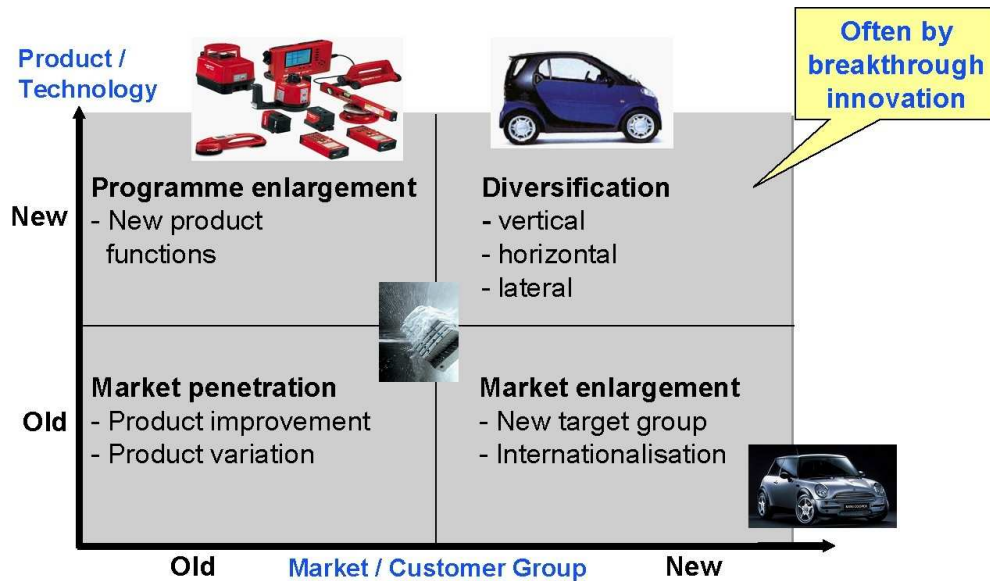 Product /
Technology
Often by
breakthrough
innovation
New
Programme enlargement
- New product
functions
Diversification
- vertical
- horizontal
- lateral
Old
Market penetration
- Product improvement
- Product variation
Market enlargement
- New target group
- Internationalisation
Old
Market / Customer Group
New